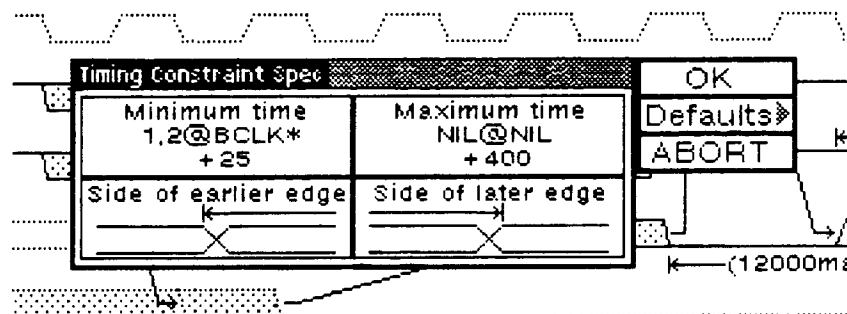 Timing Constraint Spec
OK
Minimum time
1,2@BCLK*
+25
Maximum time
NIL@NIL
+400
Defaults
ABORT
Side of earlier edge
Side of later edge
(12000ma